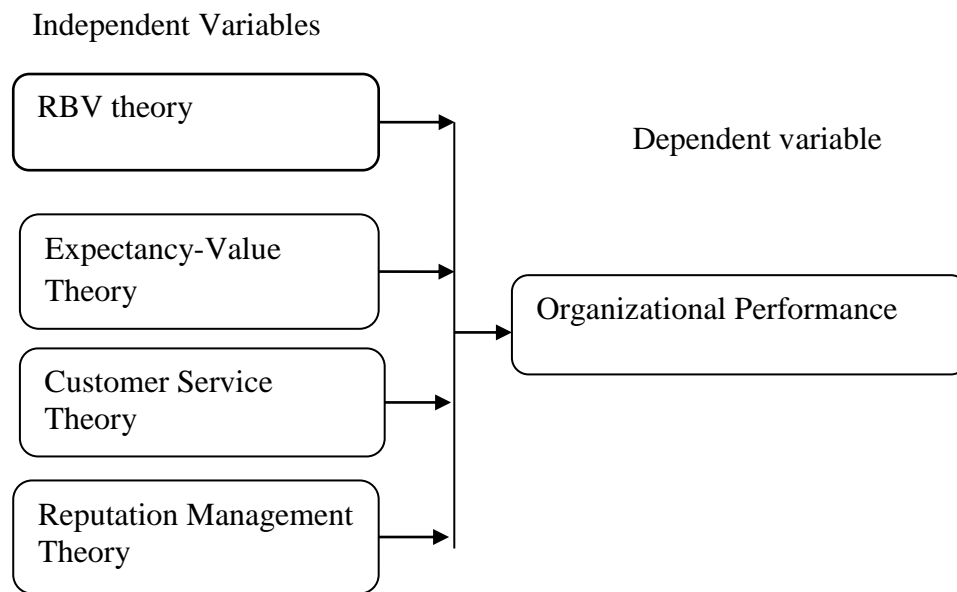 Independent Variables
RBV theory
Dependent variable
Expectancy-Value
Theory
Organizational Performance
Customer Service
Theory
Reputation Management
Theory